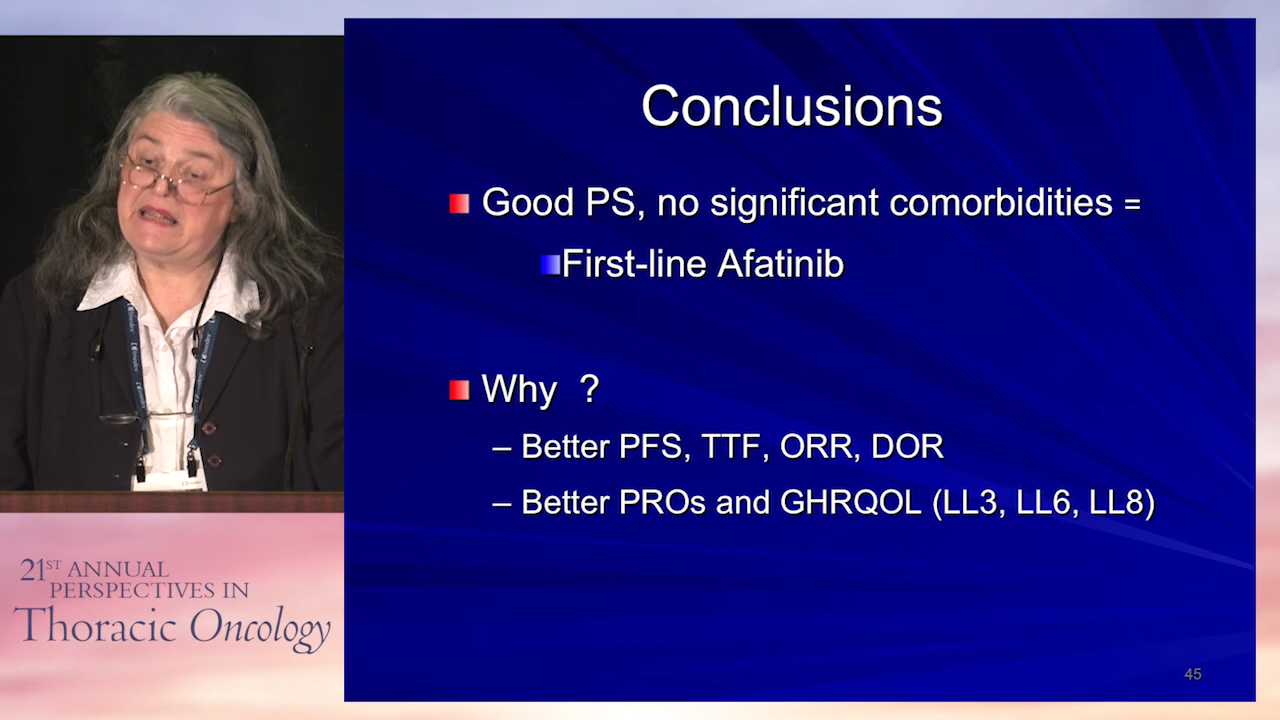 Conclusions
Good PS, no significant comorbidities =
First-line Afatinib
Why ?
– Better PFS, TTF, ORR, DOR
– Better PROs and GHRQOL (LL3, LL6, LL8)
45
21ST ANNUAL
PERSPECTIVES IN
Thoracic Oncology